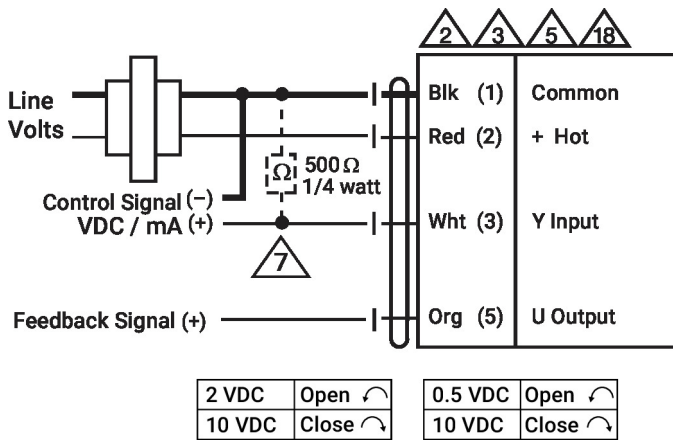 2 3 5 18
Line
Volts
Blk (1) Common
Red (2) + Hot
Ω 500 Ω
1/4 watt
Control Signal (−)
VDC / mA (+)
Wht (3) Y Input
7
Feedback Signal (+)
Org (5) U Output
2 VDC Open 0.5 VDC Open
10 VDC Close 10 VDC Close